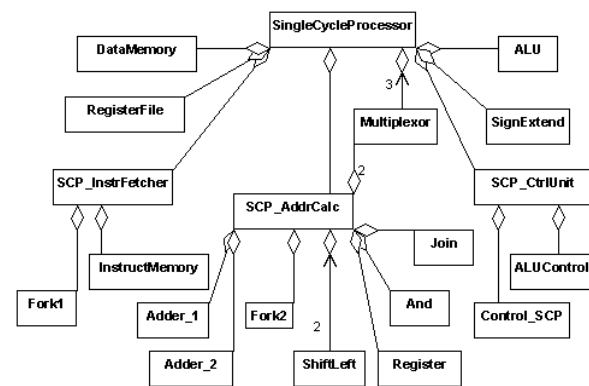 SingleCycleProcessor
DataMemory
ALU
3
RegisterFile
Multiplexor
SignExtend
2
SCP_InstrFetcher
SCP_CtrlUnit
SCP_AddrCalc
Join
InstructMemory
ALUControl
Fork1
Adder_1
Fork2
And
Control_SCP
2
Adder_2
ShiftLeft
Register